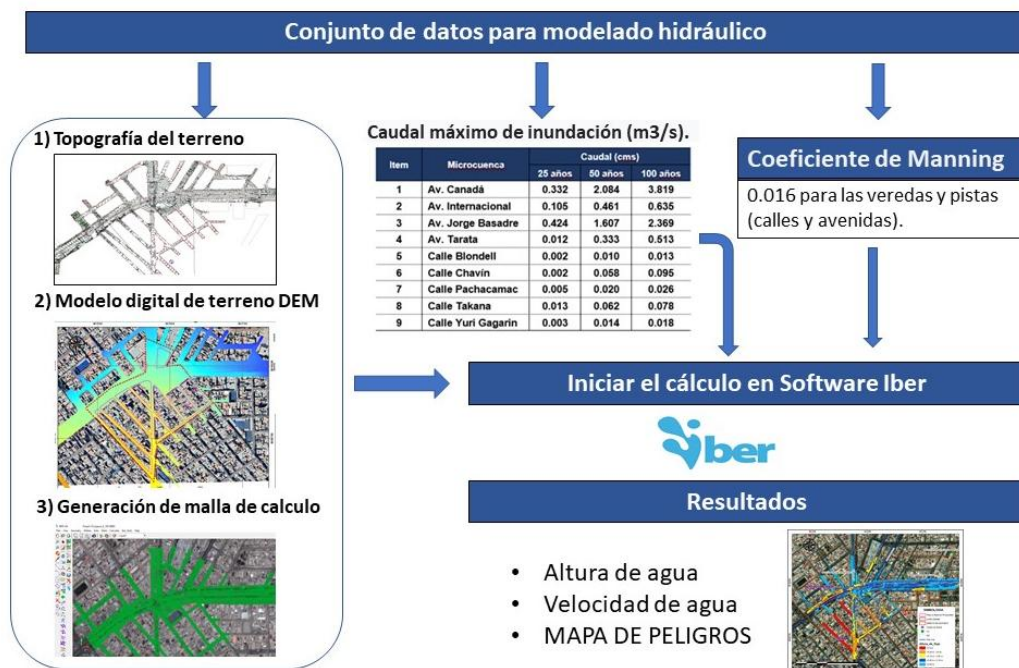 Conjunto de datos para modelado hidráulico
1) Topografía del terreno
2) Modelo digital de terreno DEM
3) Generación de malla de calculo
Caudal máximo de inundación (m3/s).
Item Microcuenca Caudal (cms)
25 años 50 años 100 años
1 Av. Canadá 0.332 2.084 3.819
2 Av. Internacional 0.105 0.461 0.635
3 Av. Jorge Basadre 0.424 1.607 2.369
4 Av. Tarata 0.012 0.333 0.513
5 Calle Blondell 0.002 0.010 0.013
6 Calle Chavín 0.002 0.058 0.095
7 Calle Pachacamac 0.005 0.020 0.026
8 Calle Takana 0.013 0.062 0.078
9 Calle Yuri Gagarin 0.003 0.014 0.018
Coeficiente de Manning
0.016 para las veredas y pistas
(calles y avenidas).
Iniciar el cálculo en Software Iber
iber
Resultados
• Altura de agua
• Velocidad de agua
• MAPA DE PELIGROS